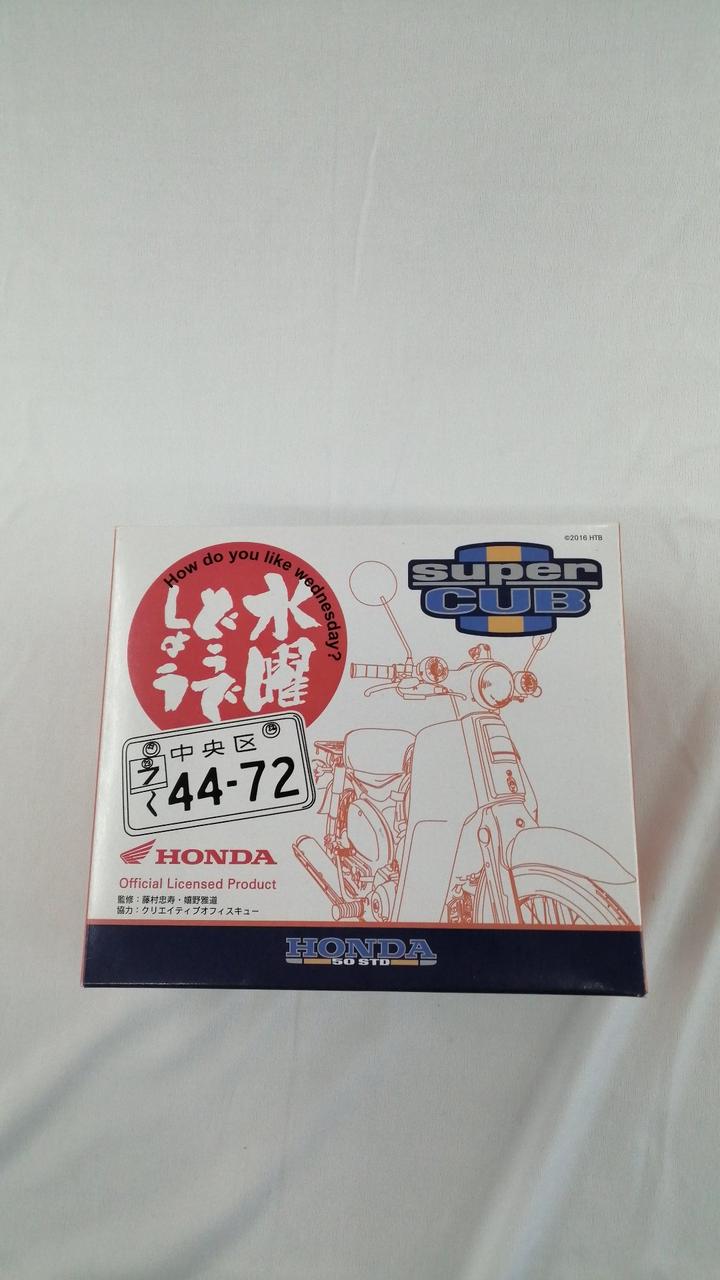 ©2016 HTB
How do you like wednesday?
水曜
どうで
しょう
super
CUB
中央区
44-72
HONDA
Official Licensed Product
監修：藤村忠寿・嬉野雅道
協力：クリエイティブオフィスキュー
HONDA
50 STD